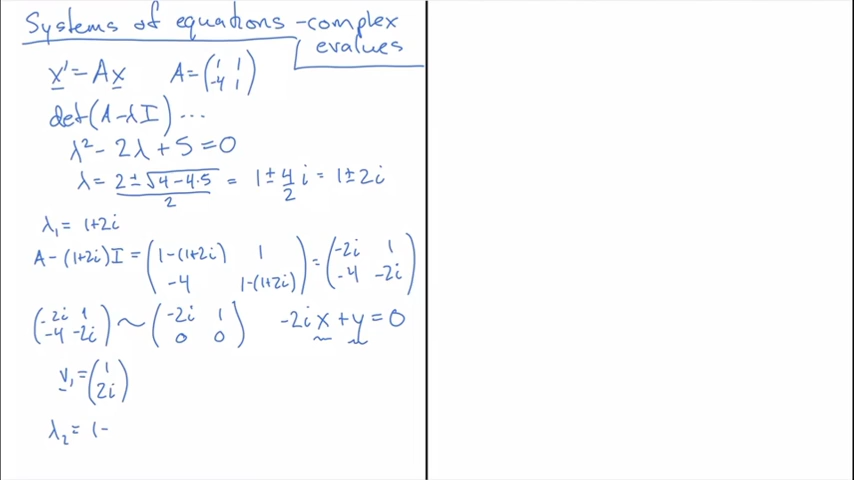 Systems of equations - complex
evalues
x' = Ax   A = (1 1
-4 1)
det(A-λI) ...
λ² - 2λ + 5 = 0
λ = 2 ± √4-4·5 / 2 = 1 ± 4/2 i = 1 ± 2i
λ₁ = 1+2i
A - (1+2i)I = (1-(1+2i) 1
-4 1-(1+2i)) = (-2i 1
-4 -2i)
(-2i 1
-4 -2i) ~ (-2i 1
0 0)   -2ix + y = 0
v₁ = (1
2i)
λ₂ = 1-